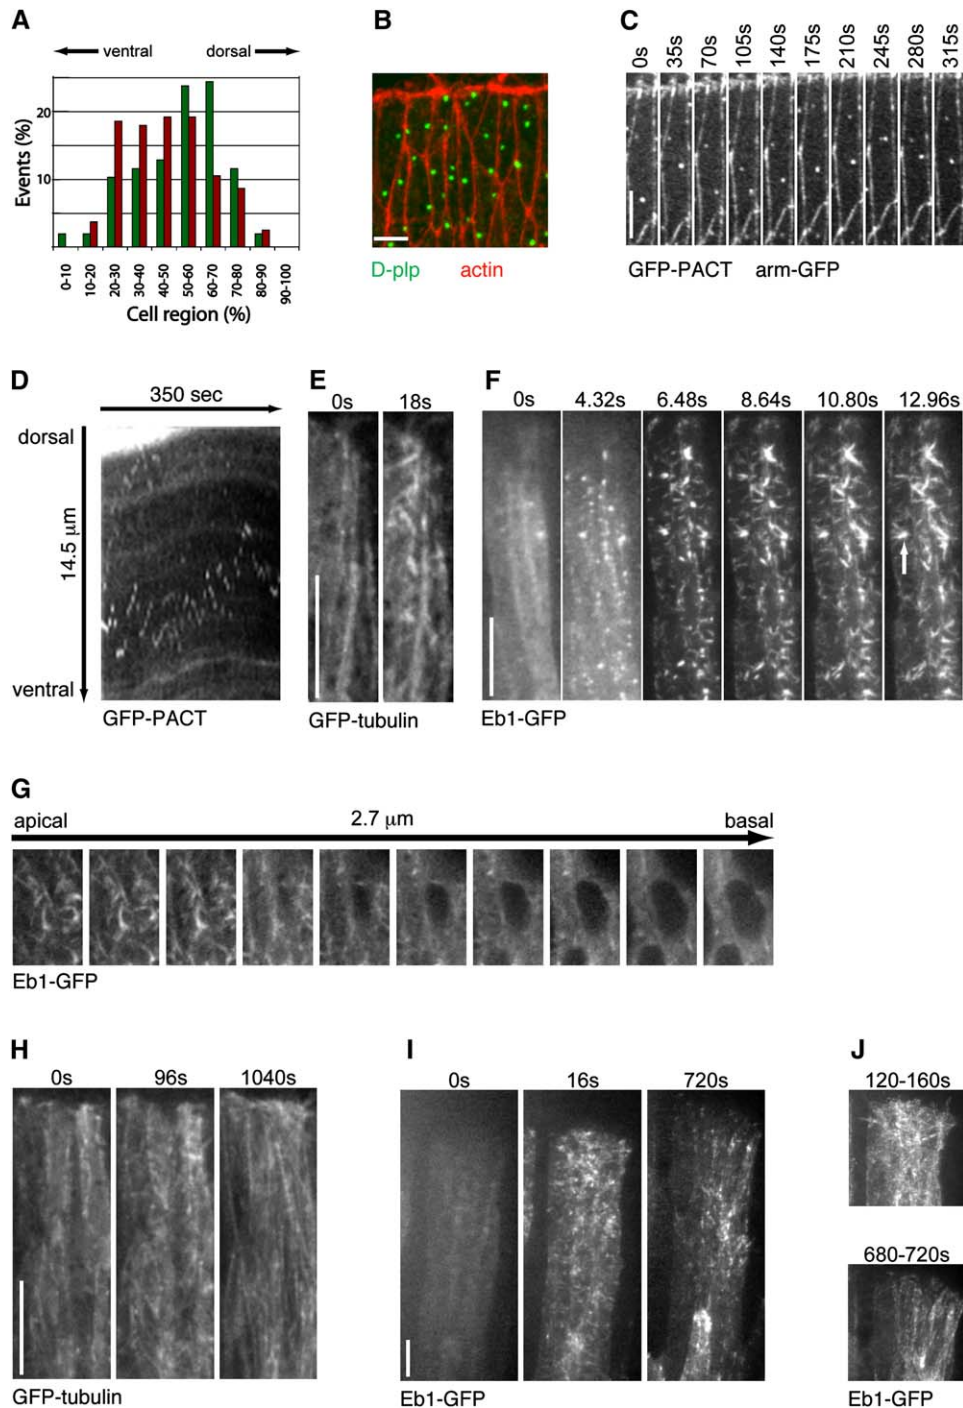 A
ventral dorsal
Events (%)
20
10
0-10 10-20 20-30 30-40 40-50 50-60 60-70 70-80 80-90 90-100
Cell region (%)
B
D-plp actin
C
0s 35s 70s 105s 140s 175s 210s 245s 280s 315s
GFP-PACT arm-GFP
D
350 sec
dorsal
14.5 μm
ventral
GFP-PACT
E
0s 18s
GFP-tubulin
F
0s 4.32s 6.48s 8.64s 10.80s 12.96s
Eb1-GFP
G
apical 2.7 μm basal
Eb1-GFP
H
0s 96s 1040s
GFP-tubulin
I
0s 16s 720s
Eb1-GFP
J
120-160s
680-720s
Eb1-GFP